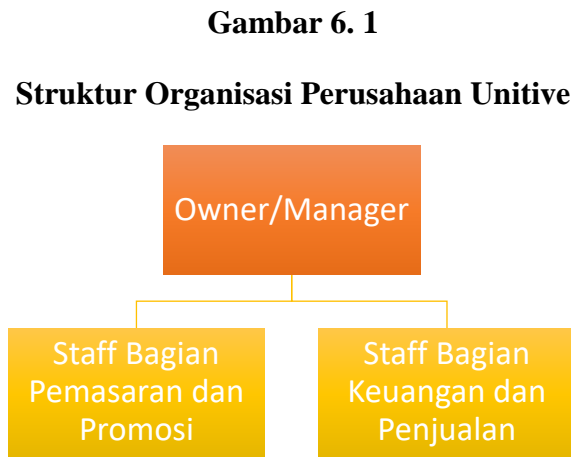 Gambar 6. 1
Struktur Organisasi Perusahaan Unitive
Owner/Manager
Staff Bagian
Pemasaran dan
Promosi
Staff Bagian
Keuangan dan
Penjualan